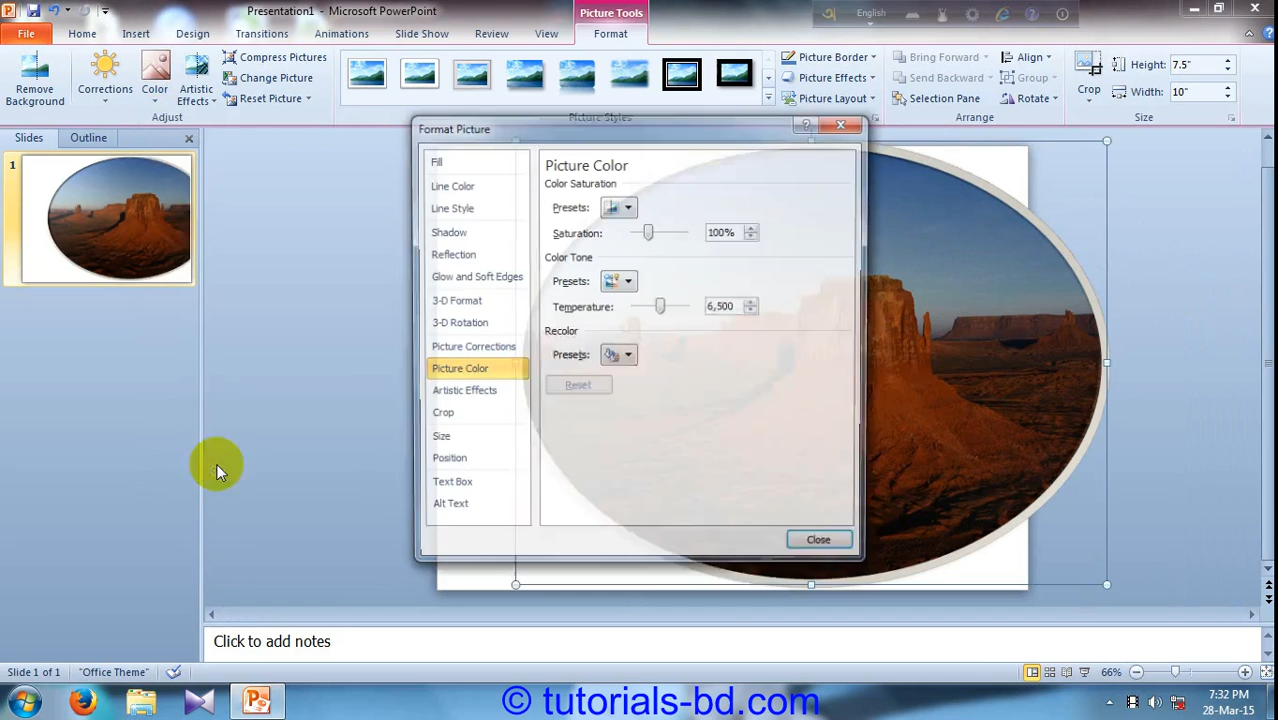 Presentation1 - Microsoft PowerPoint
Picture Tools
English
File Home Insert Design Transitions Animations Slide Show Review View Format
Remove Background
Corrections
Color
Artistic Effects
Compress Pictures
Change Picture
Reset Picture
Adjust
Picture Styles
Picture Border
Picture Effects
Picture Layout
Bring Forward
Send Backward
Selection Pane
Align
Group
Rotate
Arrange
Crop
Height: 7.5"
Width: 10"
Size
Slides Outline
1
Format Picture
Fill
Line Color
Line Style
Shadow
Reflection
Glow and Soft Edges
3-D Format
3-D Rotation
Picture Corrections
Picture Color
Artistic Effects
Crop
Size
Position
Text Box
Alt Text
Picture Color
Color Saturation
Presets:
Saturation: 100%
Color Tone
Presets:
Temperature: 6,500
Recolor
Presets:
Reset
Close
Click to add notes
Slide 1 of 1 "Office Theme" 66%
© tutorials-bd.com
7:32 PM
28-Mar-15